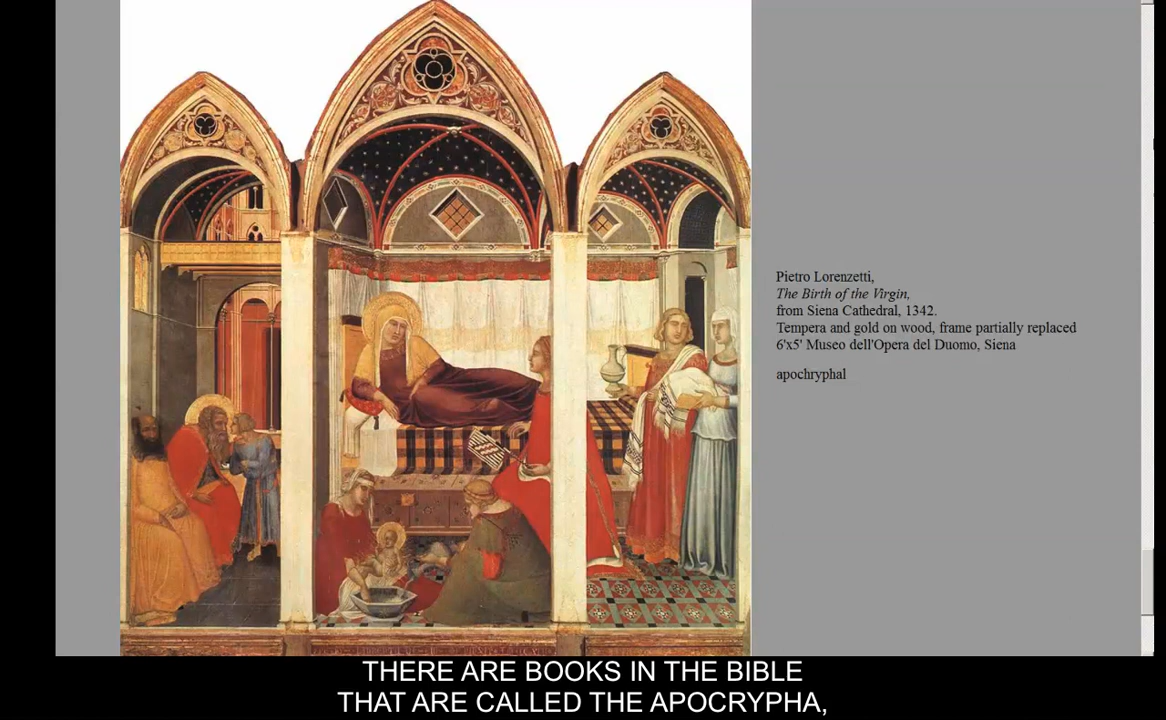 Pietro Lorenzetti,
The Birth of the Virgin,
from Siena Cathedral, 1342.
Tempera and gold on wood, frame partially replaced
6'x5' Museo dell'Opera del Duomo, Siena
apochryphal
THERE ARE BOOKS IN THE BIBLE
THAT ARE CALLED THE APOCRYPHA,